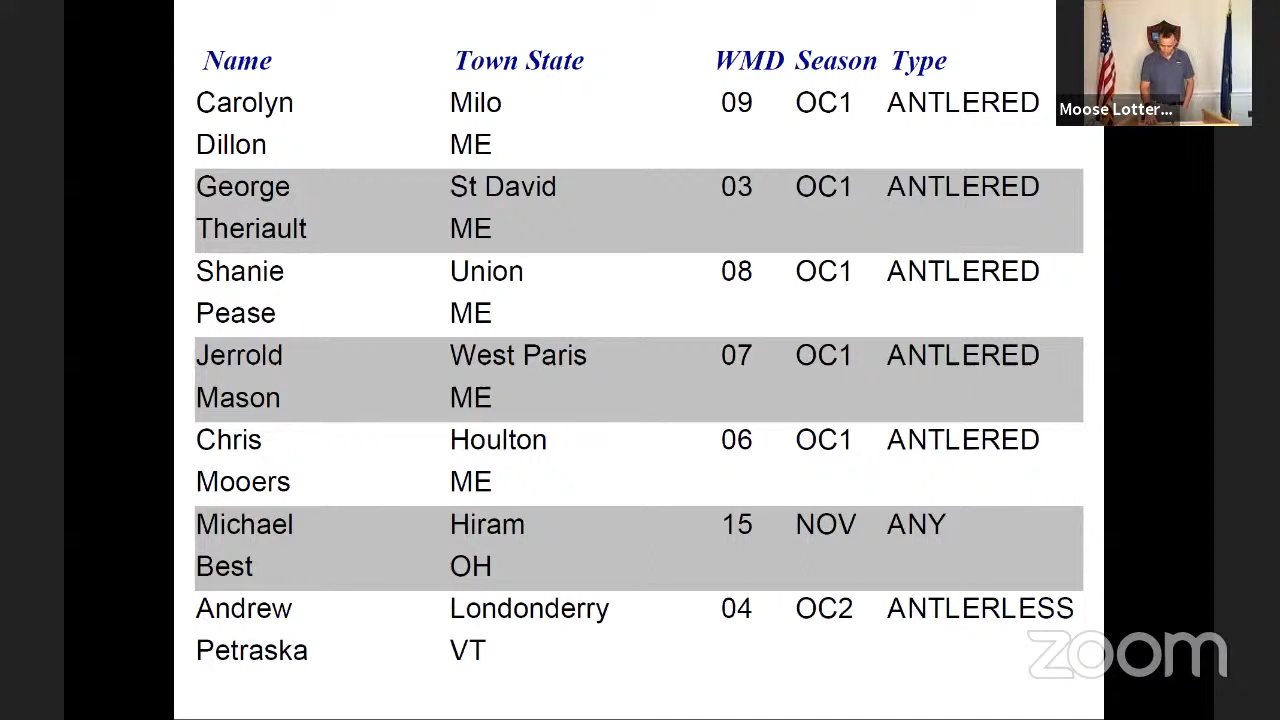 Name Town State WMD Season Type
Carolyn Milo 09 OC1 ANTLERED
Dillon ME
George St David 03 OC1 ANTLERED
Theriault ME
Shanie Union 08 OC1 ANTLERED
Pease ME
Jerrold West Paris 07 OC1 ANTLERED
Mason ME
Chris Houlton 06 OC1 ANTLERED
Mooers ME
Michael Hiram 15 NOV ANY
Best OH
Andrew Londonderry 04 OC2 ANTLERLESS
Petraska VT
Moose Lotter...
zoom